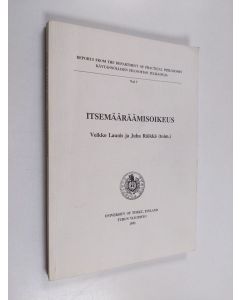 REPORTS FROM THE DEPARTMENT OF PRACTICAL PHILOSOPHY
KÄYTÄNNÖLLISEN FILOSOFIAN JULKAISUJA
ITSEMÄÄRÄÄMISOIKEUS
Veikko Launis ja Juha Räikkä (toim.)
UNIVERSITY OF TURKU, FINLAND
TURUN YLIOPISTO